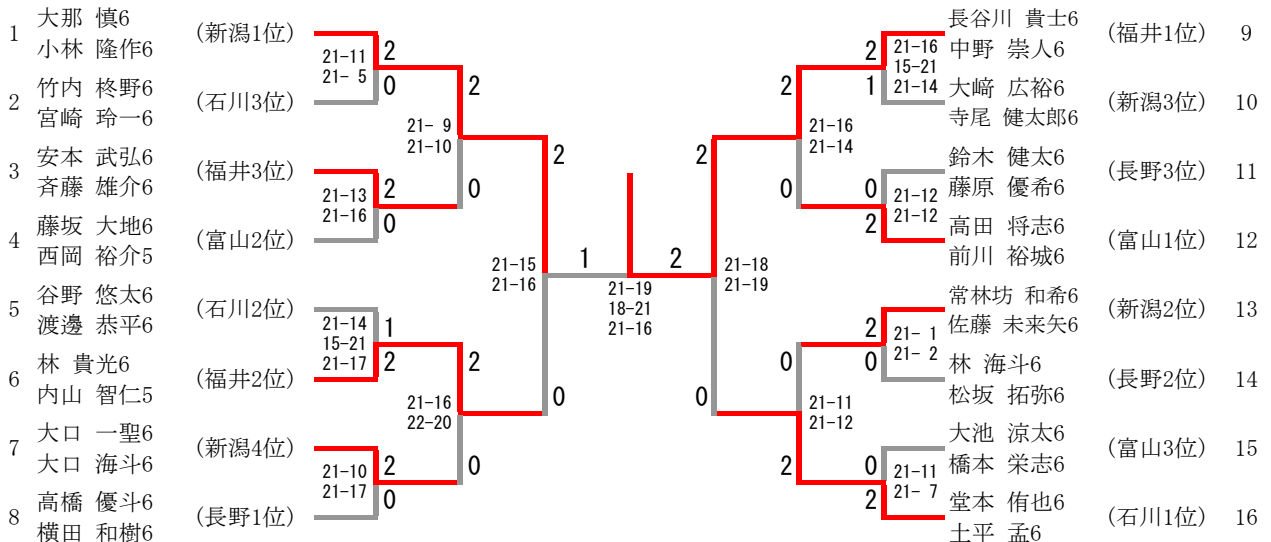 1 大那 慎6 (新潟1位)
小林 隆作6
2 竹内 柊野6 (石川3位)
宮崎 玲一6
21-11
21- 5
2
0
3 安本 武弘6 (福井3位)
斉藤 雄介6
4 藤坂 大地6 (富山2位)
西岡 裕介5
21-13
21-16
2
0
21- 9
21-10
2
0
5 谷野 悠太6 (石川2位)
渡邊 恭平6
6 林 貴光6 (福井2位)
内山 智仁5
21-14
15-21
21-17
1
2
7 大口 一聖6 (新潟4位)
大口 海斗6
8 高橋 優斗6 (長野1位)
横田 和樹6
21-10
21-17
2
0
21-16
22-20
2
0
21-15
21-16
2
0
1 2
21-19
18-21
21-16
長谷川 貴士6 (福井1位) 9
中野 崇人6
大﨑 広裕6 (新潟3位) 10
寺尾 健太郎6
2
1
21-16
15-21
21-14
鈴木 健太6 (長野3位) 11
藤原 優希6
高田 将志6 (富山1位) 12
前川 裕城6
0
2
21-12
21-12
2
0
21-16
21-14
常林坊 和希6 (新潟2位) 13
佐藤 未来矢6
林 海斗6 (長野2位) 14
松坂 拓弥6
2
0
21- 1
21- 2
大池 涼太6 (富山3位) 15
橋本 栄志6
堂本 侑也6 (石川1位) 16
土平 孟6
0
2
21-11
21- 7
0
2
21-11
21-12
2
0
21-18
21-19